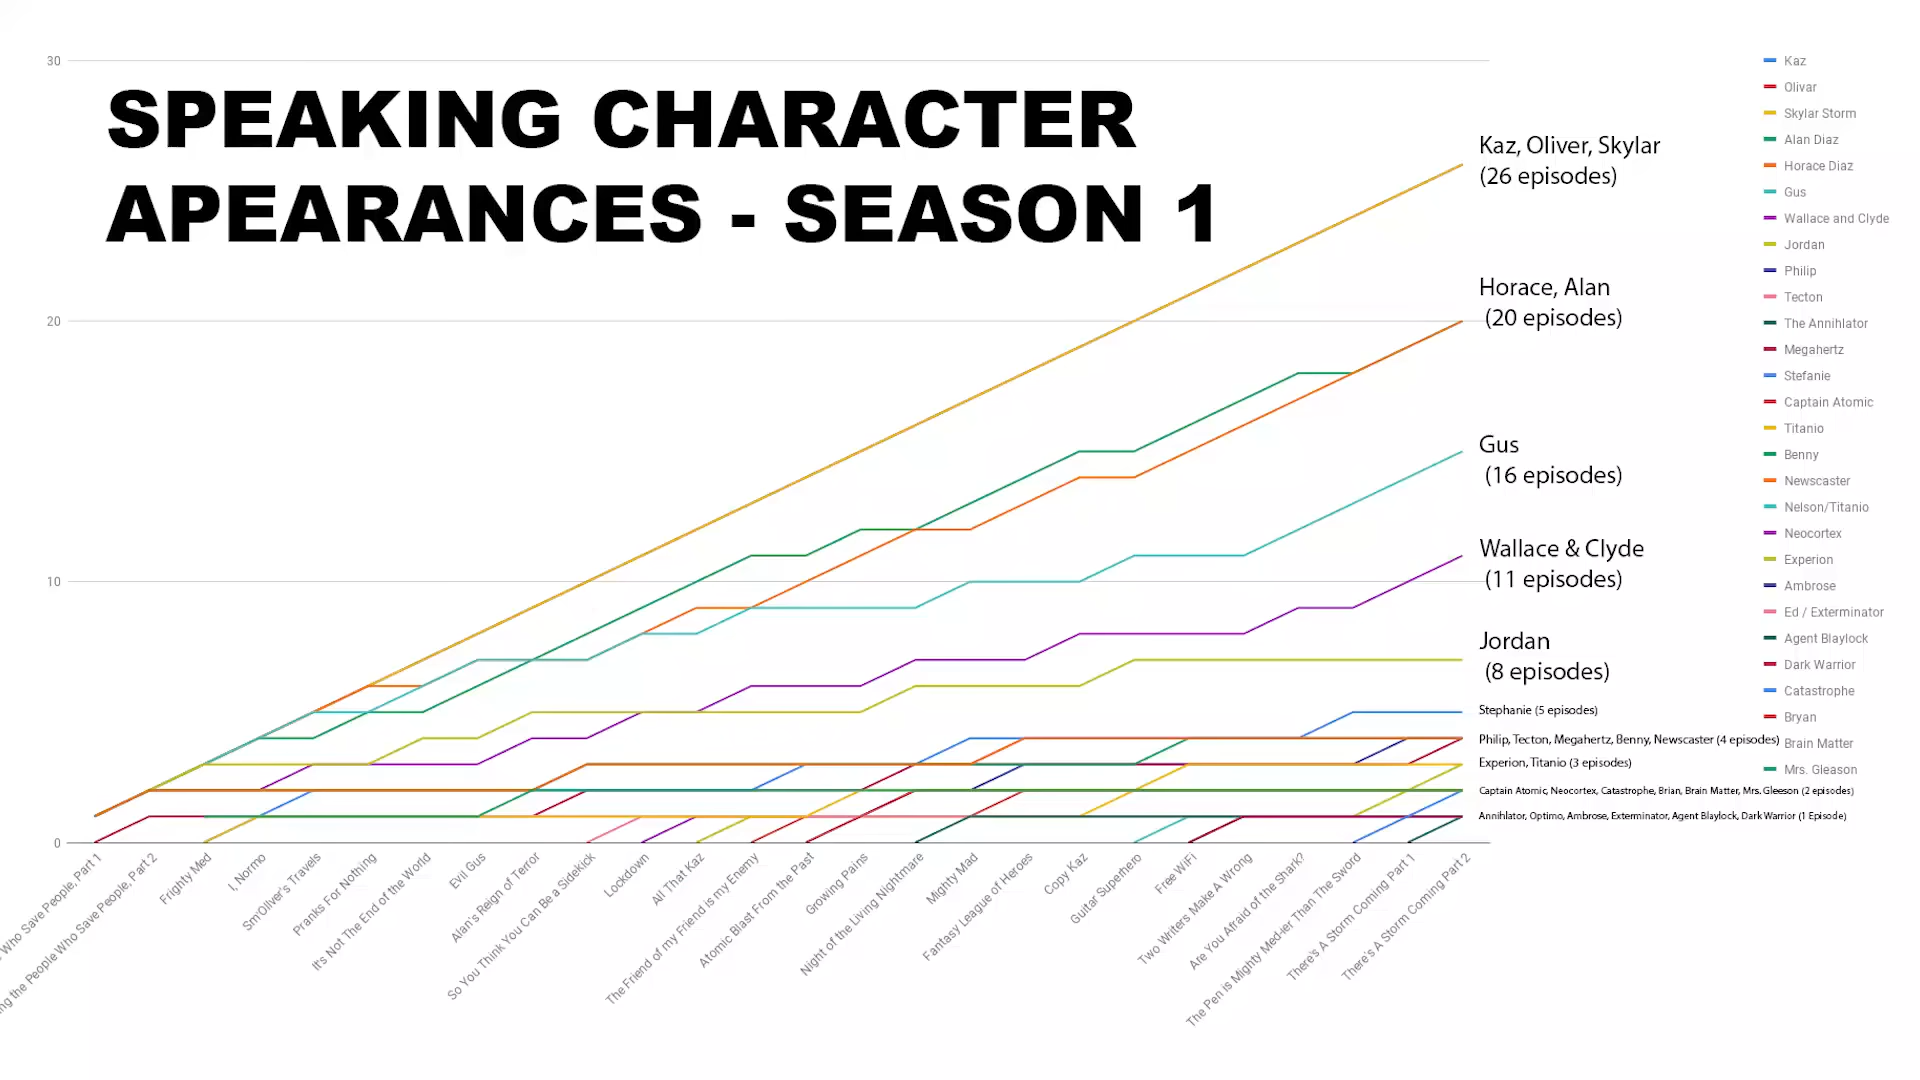 SPEAKING CHARACTER
APEARANCES - SEASON 1
30
20
10
0
Kaz, Oliver, Skylar
(26 episodes)
Horace, Alan
(20 episodes)
Gus
(16 episodes)
Wallace & Clyde
(11 episodes)
Jordan
(8 episodes)
Stephanie (5 episodes)
Philip, Tecton, Megahertz, Benny, Newscaster (4 episodes)
Experion, Titanio (3 episodes)
Captain Atomic, Neocortex, Catastrophe, Brian, Brain Matter, Mrs. Gleeson (2 episodes)
Annihlator, Optimo, Ambrose, Exterminator, Agent Blaylock, Dark Warrior (1 Episode)
Kaz
Olivar
Skylar Storm
Alan Diaz
Horace Diaz
Gus
Wallace and Clyde
Jordan
Philip
Tecton
The Annihlator
Megahertz
Stefanie
Captain Atomic
Titanio
Benny
Newscaster
Nelson/Titanio
Neocortex
Experion
Ambrose
Ed / Exterminator
Agent Blaylock
Dark Warrior
Catastrophe
Bryan
Brain Matter
Mrs. Gleason
Who Save People, Part 1
the People Who Save People, Part 2
Frighty Med
I, Normo
Sm'Oliver's Travels
Pranks For Nothing
It's Not The End of the World
Evil Gus
Alan's Reign of Terror
So You Think You Can Be a Sidekick
Lockdown
All That Kaz
The Friend of my Friend is my Enemy
Atomic Blast From the Past
Growing Pains
Night of the Living Nightmare
Mighty Mad
Fantasy League of Heroes
Copy Kaz
Guitar Superhero
Free WiFi
Two Writers Make A Wrong
Are You Afraid of the Shark?
The Pen is Mighty Med-ier Than The Sword
There's A Storm Coming Part 1
There's A Storm Coming Part 2